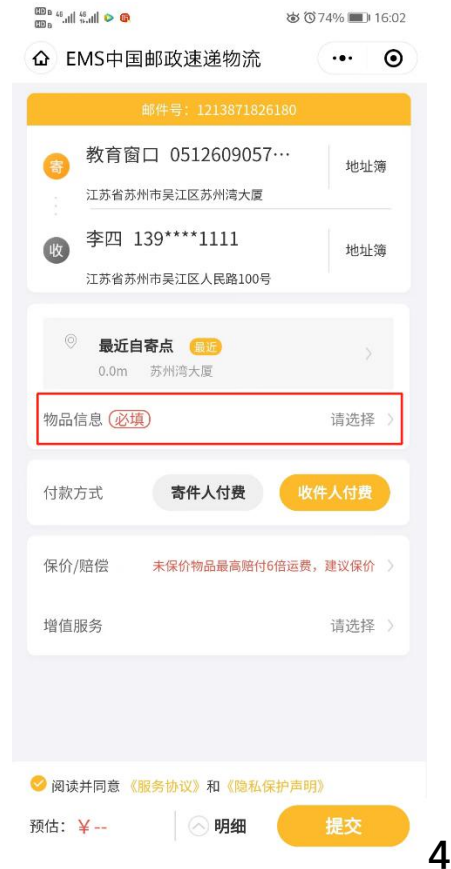 74% 16:02
EMS中国邮政速递物流
邮件号：1213871826180
寄 教育窗口 0512609057… 地址簿
江苏省苏州市吴江区苏州湾大厦
收 李四 139****1111 地址簿
江苏省苏州市吴江区人民路100号
最近自寄点 最近
0.0m 苏州湾大厦
物品信息 必填 请选择
付款方式 寄件人付费 收件人付费
保价/赔偿 未保价物品最高赔付6倍运费，建议保价
增值服务 请选择
阅读并同意《服务协议》和《隐私保护声明》
预估：￥-- 明细 提交
4